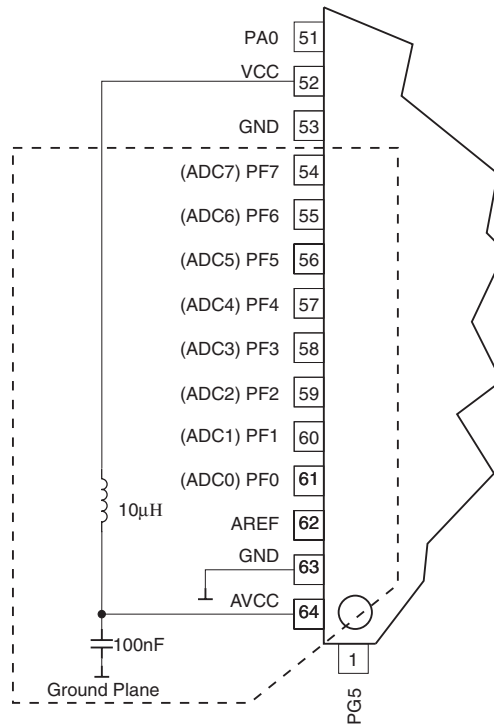 PA0 51
VCC 52
GND 53
(ADC7) PF7 54
(ADC6) PF6 55
(ADC5) PF5 56
(ADC4) PF4 57
(ADC3) PF3 58
(ADC2) PF2 59
(ADC1) PF1 60
(ADC0) PF0 61
10μH
AREF 62
GND 63
AVCC 64
100nF
1
Ground Plane
PG5